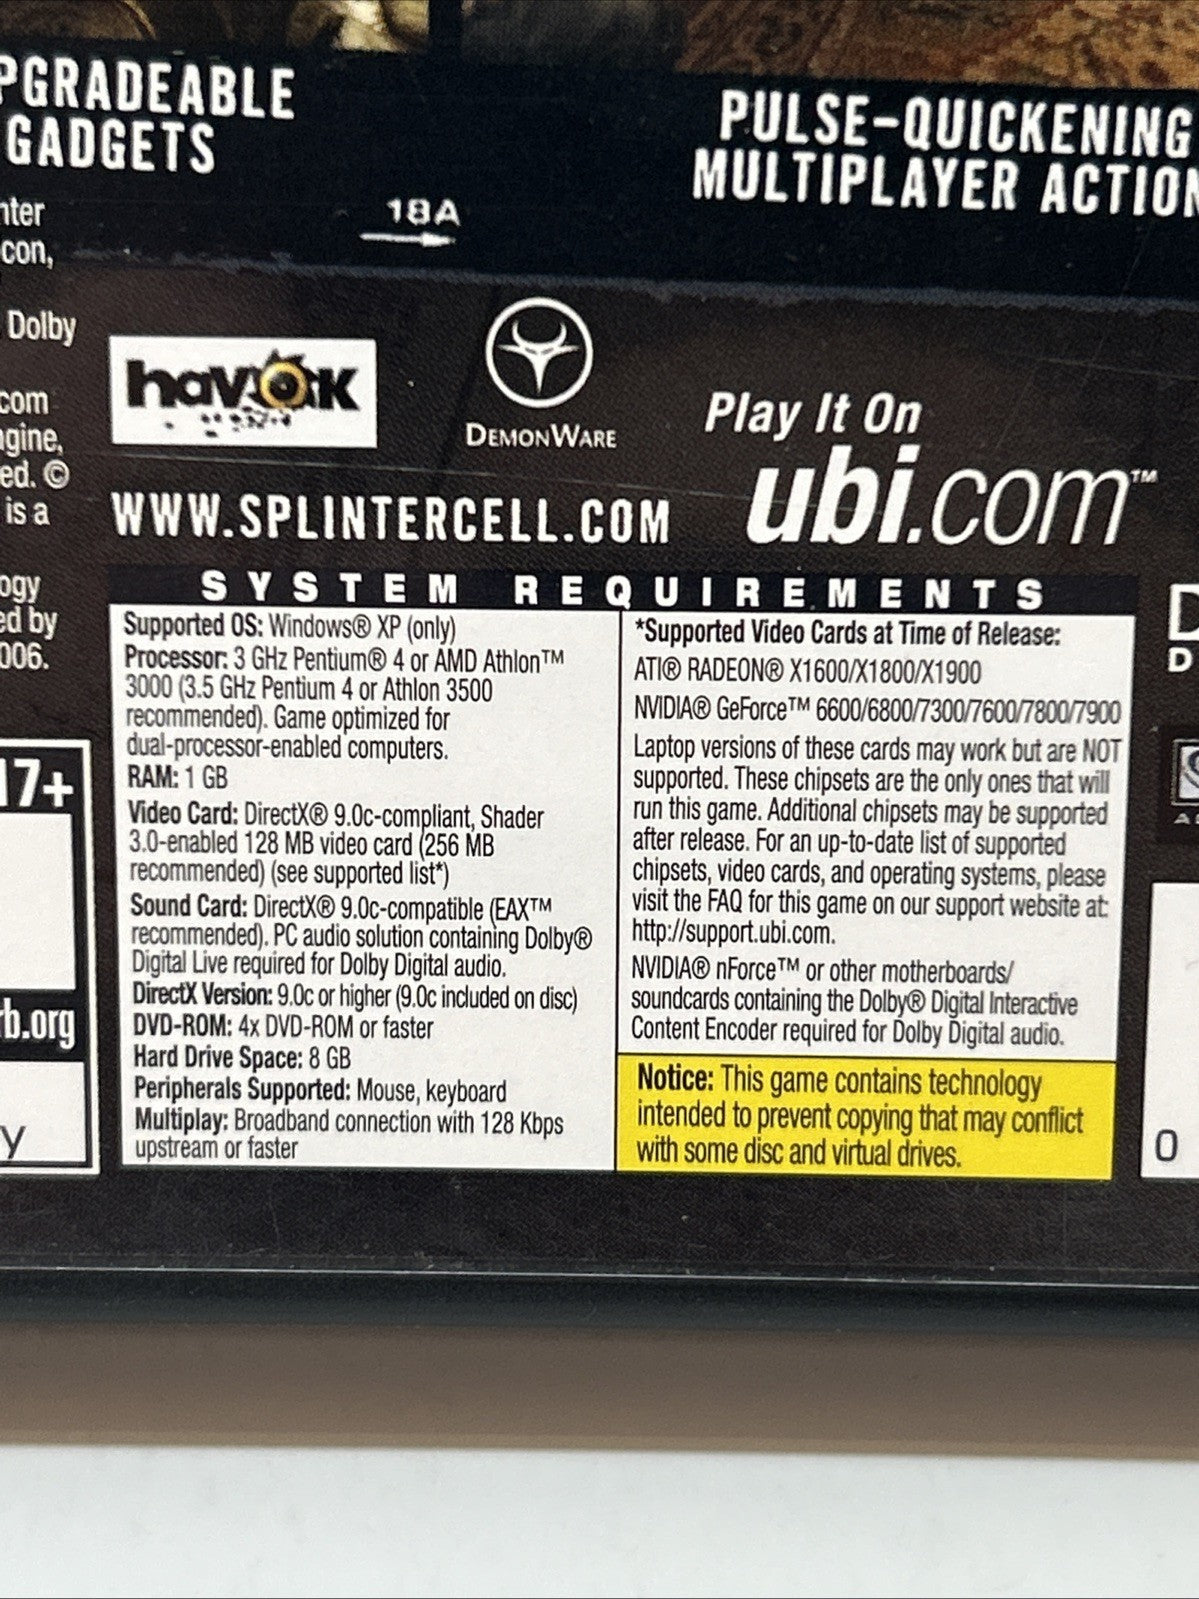 PGRADEABLE
GADGETS
PULSE-QUICKENING
MULTIPLAYER ACTION
18A
nter
con,
Dolby
com
gine,
ed. ©
is a
ogy
ed by
006.
havok
DEMONWARE
Play It On
ubi.com™
WWW.SPLINTERCELL.COM
SYSTEM REQUIREMENTS
Supported OS: Windows® XP (only)
Processor: 3 GHz Pentium® 4 or AMD Athlon™
3000 (3.5 GHz Pentium 4 or Athlon 3500
recommended). Game optimized for
dual-processor-enabled computers.
RAM: 1 GB
Video Card: DirectX® 9.0c-compliant, Shader
3.0-enabled 128 MB video card (256 MB
recommended) (see supported list*)
Sound Card: DirectX® 9.0c-compatible (EAX™
recommended). PC audio solution containing Dolby®
Digital Live required for Dolby Digital audio.
DirectX Version: 9.0c or higher (9.0c included on disc)
DVD-ROM: 4x DVD-ROM or faster
Hard Drive Space: 8 GB
Peripherals Supported: Mouse, keyboard
Multiplay: Broadband connection with 128 Kbps
upstream or faster
*Supported Video Cards at Time of Release:
ATI® RADEON® X1600/X1800/X1900
NVIDIA® GeForce™ 6600/6800/7300/7600/7800/7900
Laptop versions of these cards may work but are NOT
supported. These chipsets are the only ones that will
run this game. Additional chipsets may be supported
after release. For an up-to-date list of supported
chipsets, video cards, and operating systems, please
visit the FAQ for this game on our support website at:
http://support.ubi.com.
NVIDIA® nForce™ or other motherboards/
soundcards containing the Dolby® Digital Interactive
Content Encoder required for Dolby Digital audio.
Notice: This game contains technology
intended to prevent copying that may conflict
with some disc and virtual drives.
17+
rb.org
y
D
D
0